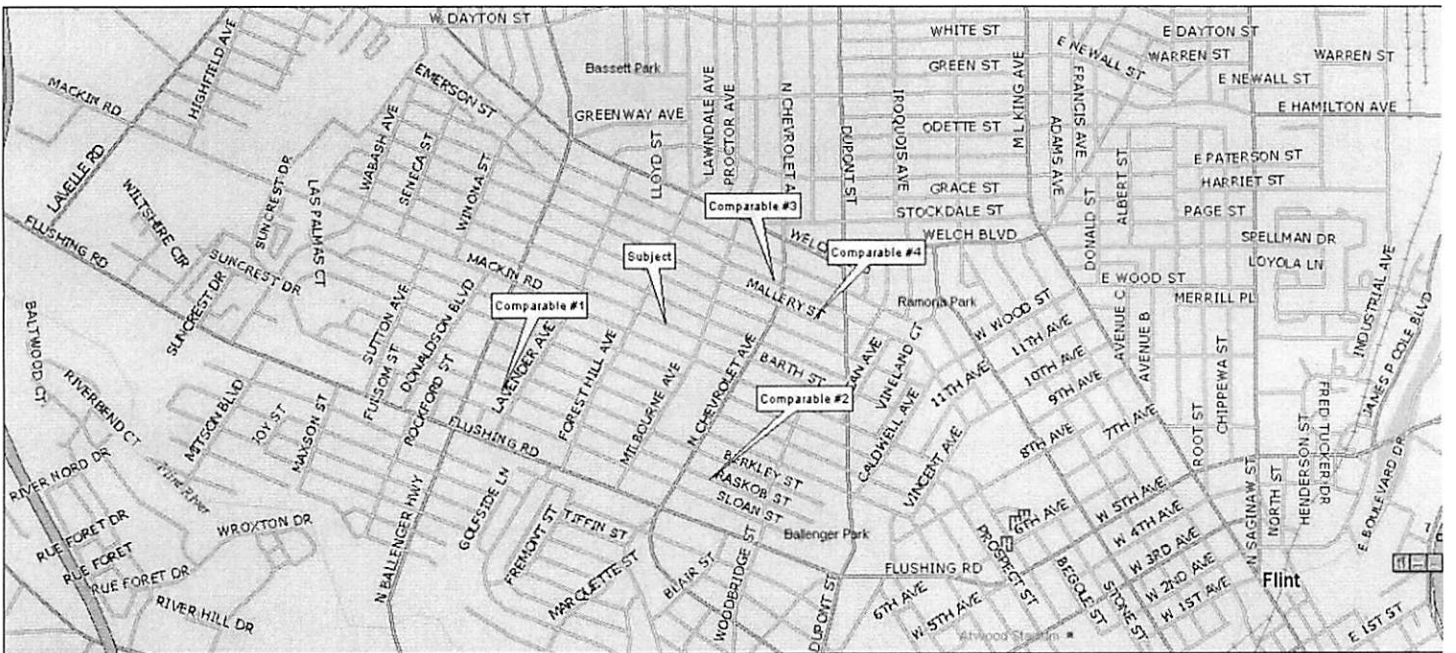 W DAYTON ST
WHITE ST
E DAYTON ST
E NEWALL ST
WARREN ST
WARREN ST
HIGHFIELD AVE
Bassett Park
GREEN ST
E NEWALL ST
MACKIN RD
EMERSON ST
LAWNDALE AVE
PROCTOR AVE
N CHEVROLET A
IROQUOIS AVE
M L KING AVE
FRANCIS AVE
E HAMILTON AVE
GREENWAY AVE
WABASH AVE
DUPONT ST
ODETTE ST
ADAMS AVE
LLOYD ST
SENECA ST
ALBERT ST
E PATERSON ST
LAVELLE RD
WINONA ST
GRACE ST
HARRIET ST
WILTSHIRE CIR
SUNCREST DR
LAS PALMAS CT
Comparable #3
STOCKDALE ST
DONALD ST
PAGE ST
FLUSHING RD
WELC
WELCH BLVD
SPELLMAN DR
SUNCREST DR
Subject
Comparable #4
LOYOLA LN
SUNCREST DR
MACKIN RD
E WOOD ST
MALLERY ST
Comparable #1
Ramona Park
MERRILL PL
BALTWOOD CT
SUTTON AVE
DONALDSON BLVD
W WOOD ST
AVENUE C
AVENUE B
INDUSTRIAL AVE
JAMES P COLE BLVD
FULSOM ST
ROCKFORD ST
LAVENDER AVE
11TH AVE
BARTH ST
VINELAND CT
10TH AVE
CHIPPEWA ST
RIVERBEND CT
MITSON BLVD
JOY ST
MAXSON ST
FOREST HILL AVE
MILBOURNE AVE
N CHEVROLET AVE
Comparable #2
11TH AVE
9TH AVE
FLUSHING RD
CALDWELL AVE
8TH AVE
7TH AVE
ROOT ST
FRED TUCKER DR
RIVER NORD DR
Flint River
BERKLEY ST
VINCENT AVE
HENDERSON ST
N BALLENGER HWY
GOLFSIDE LN
RASKOB ST
SLOAN ST
N SAGINAW ST
NORTH ST
E BOULEVARD DR
RUE FORET DR
WROXTON DR
FREMONT ST
TIFFIN ST
6TH AVE
W 5TH AVE
W 4TH AVE
Ballenger Park
RUE FORET
PROSPECT ST
W 3RD AVE
RUE FORET DR
MARQUETTE ST
BLAIR ST
WOODBRIDGE ST
FLUSHING RD
BEGOLE ST
STONE ST
W 2ND AVE
Flint
RIVER HILL DR
DUPONT ST
6TH AVE
W 5TH AVE
W 1ST AVE
E 1ST ST
Atwood Stadium